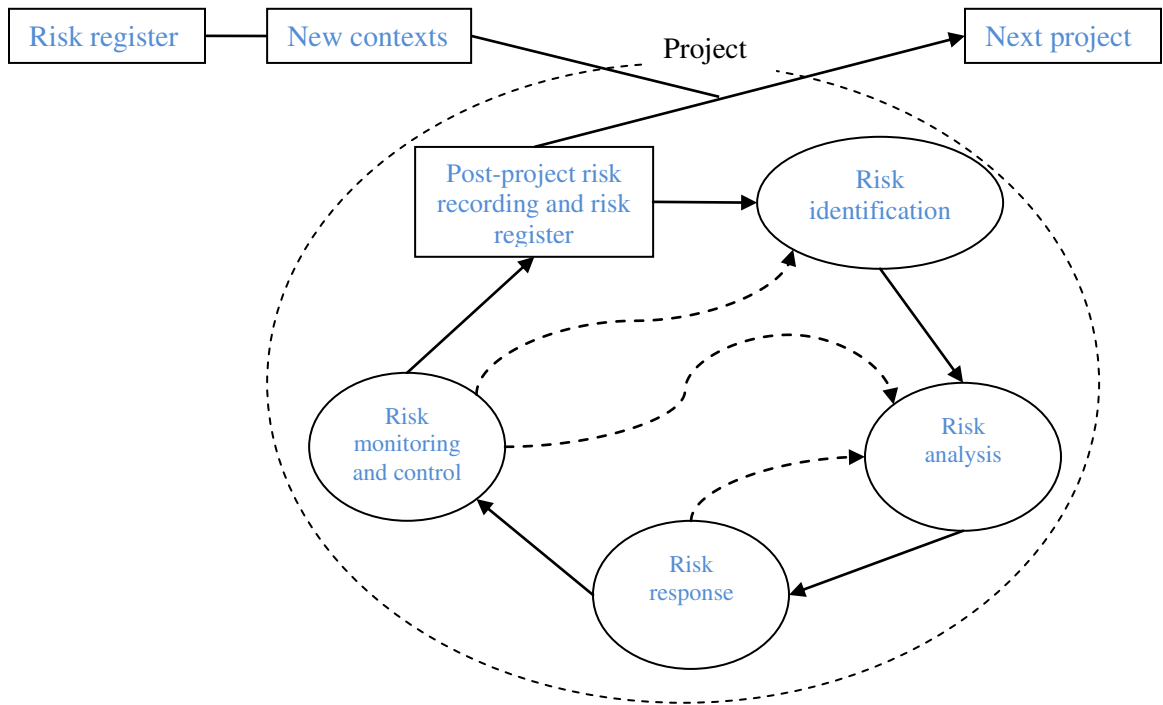 Risk register
New contexts
Project
Next project
Post-project risk
recording and risk
register
Risk
identification
Risk
monitoring
and control
Risk
analysis
Risk
response